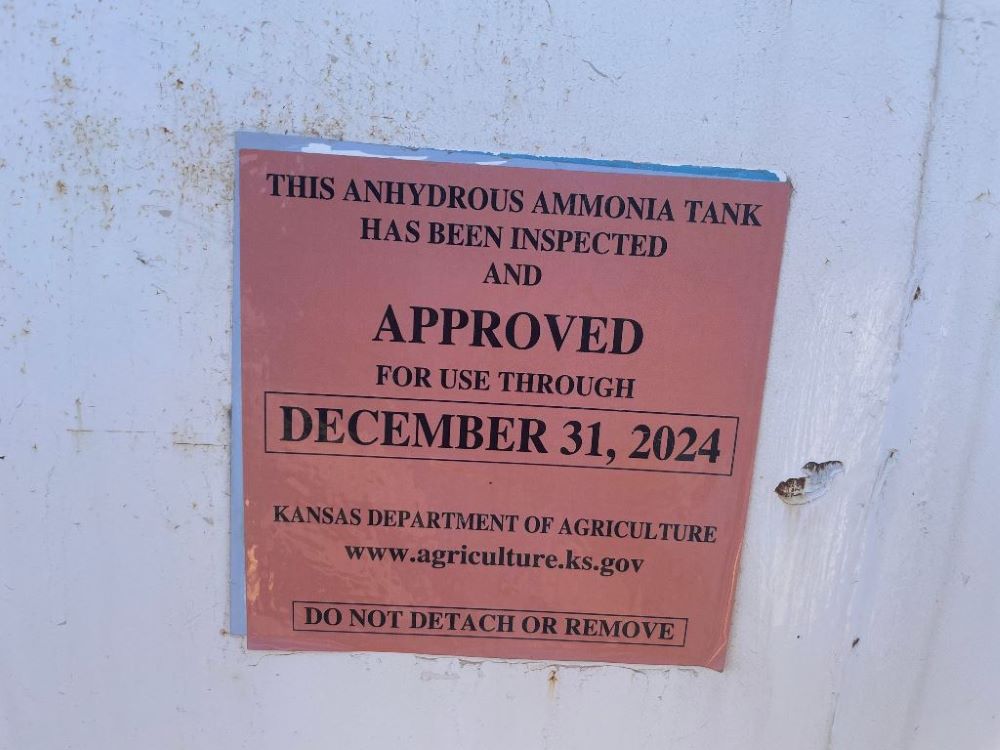 THIS ANHYDROUS AMMONIA TANK
HAS BEEN INSPECTED
AND
APPROVED
FOR USE THROUGH
DECEMBER 31, 2024
KANSAS DEPARTMENT OF AGRICULTURE
www.agriculture.ks.gov
DO NOT DETACH OR REMOVE